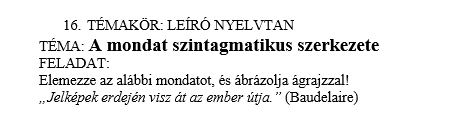 16. TÉMAKÖR: LEÍRÓ NYELVTAN
TÉMA: A mondat szintagmatikus szerkezete
FELADAT:
Elemezze az alábbi mondatot, és ábrázolja ágrajzzal!
„Jelképek erdején visz át az ember útja.” (Baudelaire)